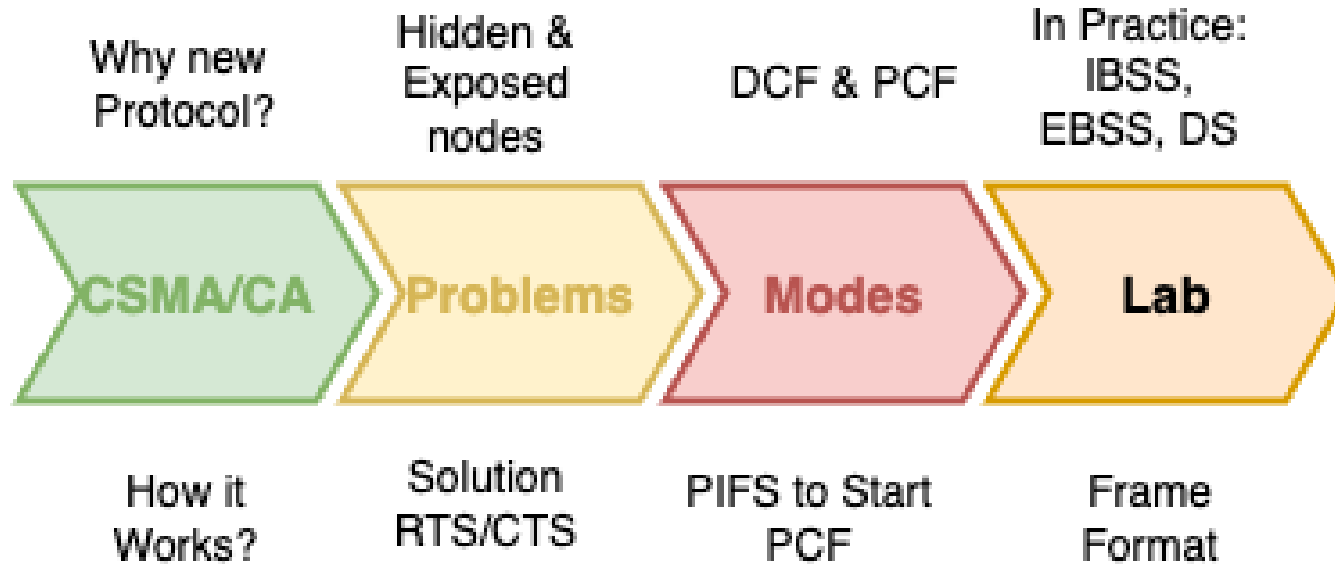 Why new
Protocol?
Hidden &
Exposed
nodes
DCF & PCF
In Practice:
IBSS,
EBSS, DS
CSMA/CA
Problems
Modes
Lab
How it
Works?
Solution
RTS/CTS
PIFS to Start
PCF
Frame
Format